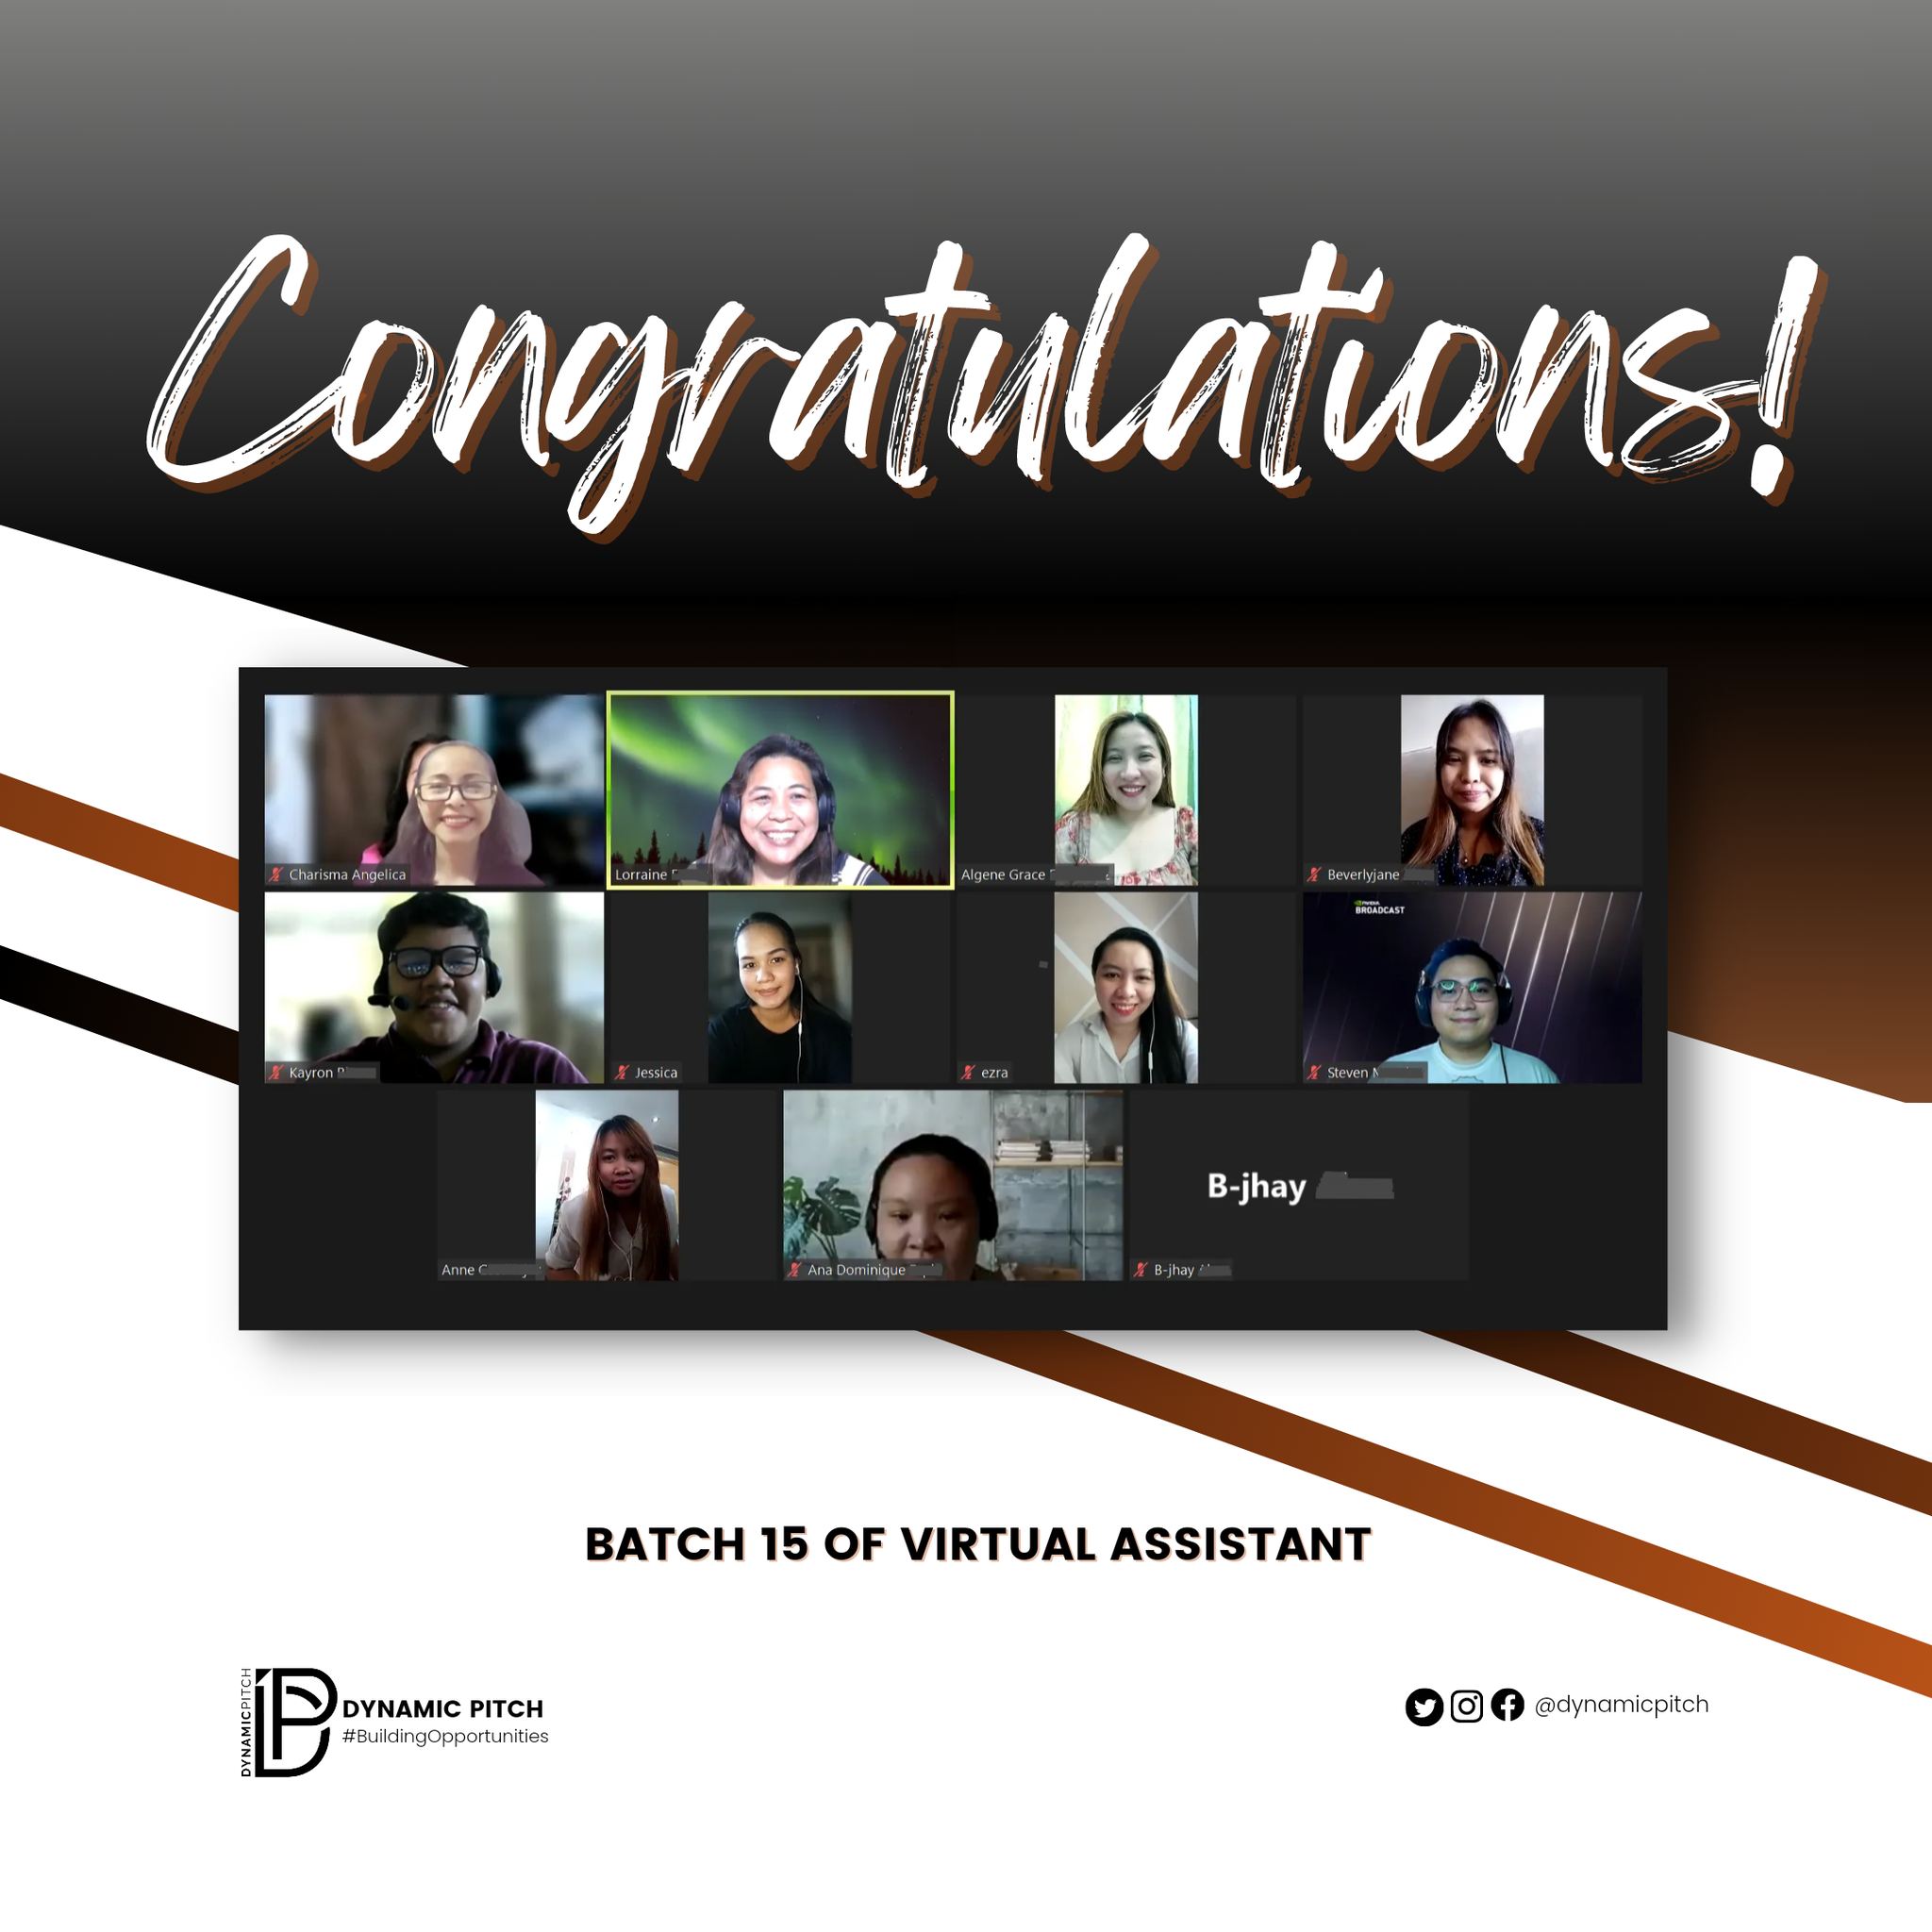 Congratulations!
Charisma Angelica
Lorraine
Algene Grace
Beverlyjane
NVIDIA
BROADCAST
Kayron
Jessica
ezra
Steven
B-jhay
Anne
Ana Dominique
B-jhay
BATCH 15 OF VIRTUAL ASSISTANT
DYNAMICPITCH
DYNAMIC PITCH
#BuildingOpportunities
@dynamicpitch